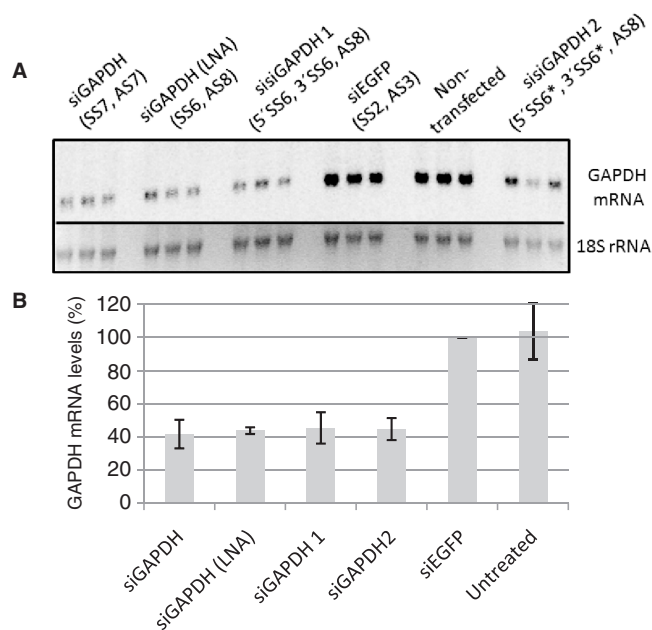 A
siGAPDH
(SS7, AS7)
siGAPDH (LNA)
(SS6, AS8)
sisiGAPDH 1
(5´SS6, 3´SS6, AS8)
siEGFP
(SS2, AS3)
Non-
transfected
sisiGAPDH 2
(5´SS6*, 3´SS6*, AS8)
GAPDH
mRNA
18S rRNA
B
GAPDH mRNA levels (%)
120
100
80
60
40
20
0
siGAPDH
siGAPDH (LNA)
siGAPDH 1
siGAPDH2
siEGFP
Untreated